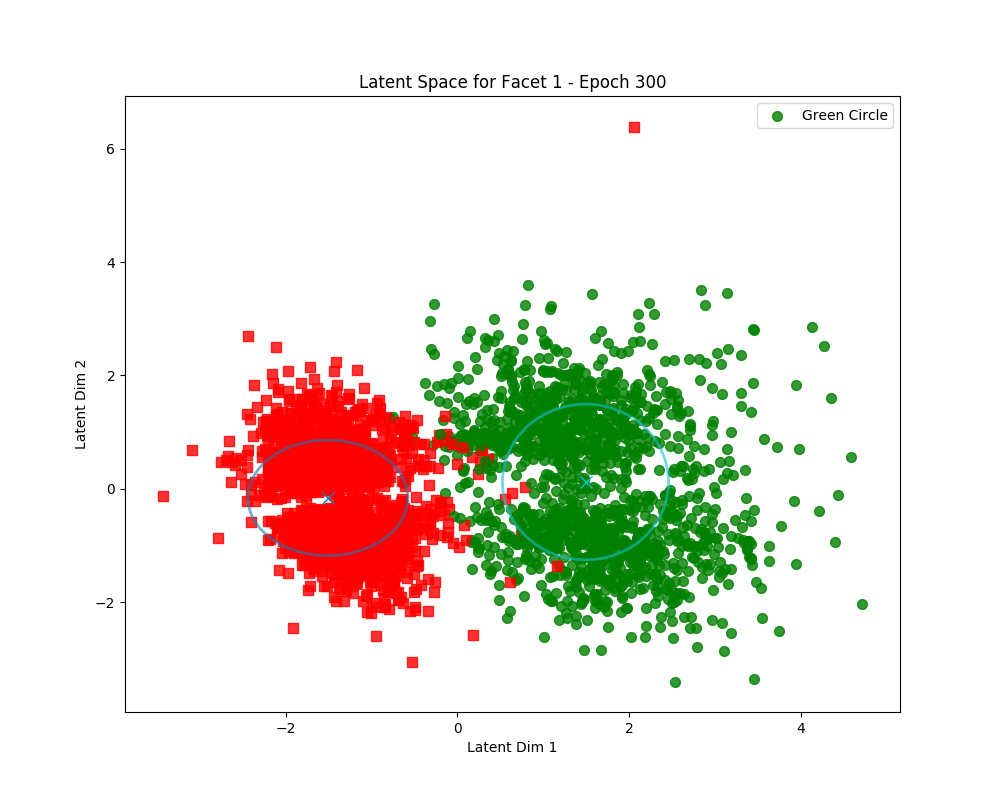 Latent Space for Facet 1 - Epoch 300
Green Circle
6
4
2
0
−2
Latent Dim 2
−2
0
2
4
Latent Dim 1